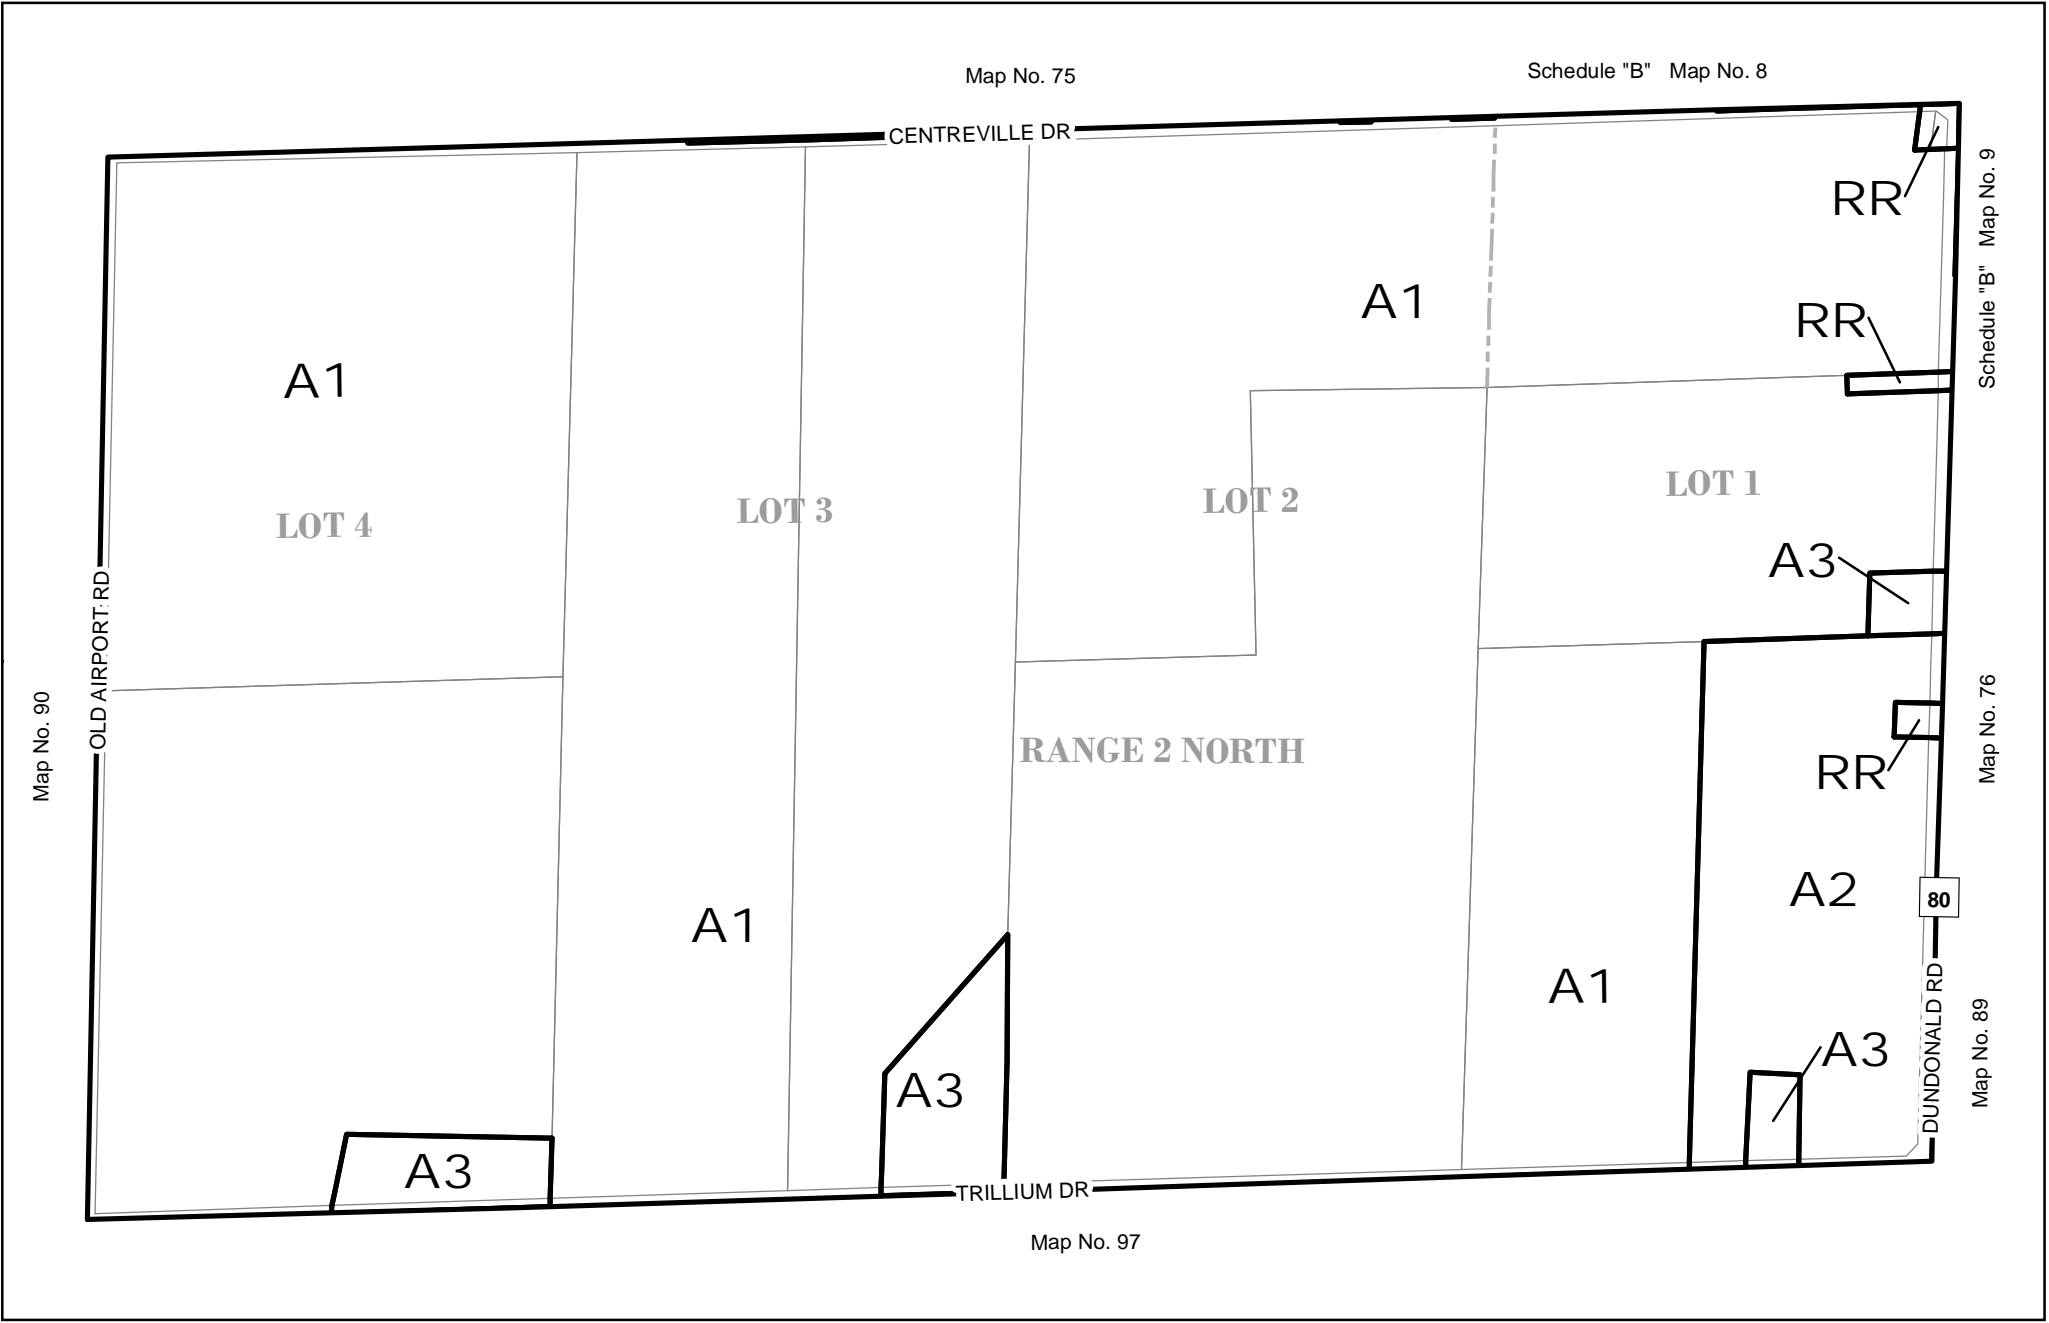 Map No. 75
Schedule "B" Map No. 8
CENTREVILLE DR
RR
Schedule "B" Map No. 9
A1
RR
A1
LOT 4
LOT 3
LOT 2
LOT 1
A3
OLD AIRPORT RD
Map No. 90
RANGE 2 NORTH
Map No. 76
RR
A2
80
A1
A1
DUNDONALD RD
Map No. 89
A3
A3
A3
TRILLIUM DR
Map No. 97